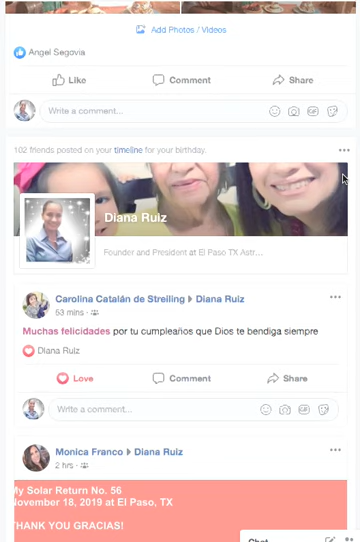 Add Photos / Videos
Angel Segovia
Like Comment Share
Write a comment... GIF
102 friends posted on your timeline for your birthday.
Diana Ruiz
Founder and President at El Paso TX Astr...
Carolina Catalán de Streiling Diana Ruiz
53 mins ·
Muchas felicidades por tu cumpleaños que Dios te bendiga siempre
Diana Ruiz
Love Comment Share
Write a comment... GIF
Monica Franco Diana Ruiz
2 hrs ·
My Solar Return No. 56
November 18, 2019 at El Paso, TX
THANK YOU GRACIAS!
Chat